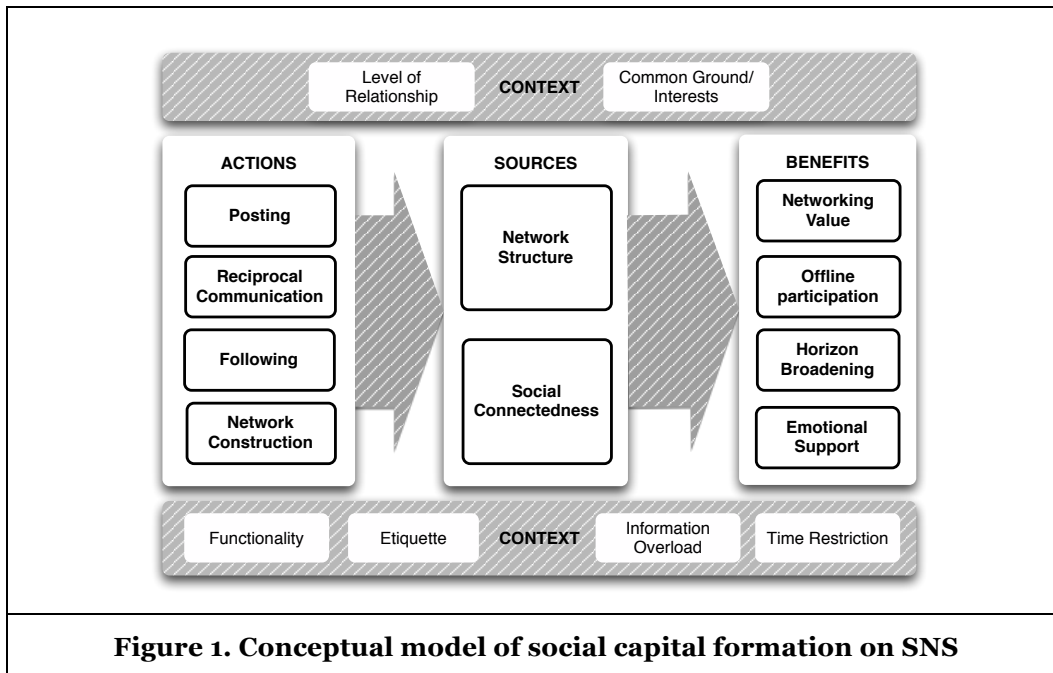 Level of
Relationship
CONTEXT
Common Ground/
Interests
ACTIONS
Posting
Reciprocal
Communication
Following
Network
Construction
SOURCES
Network
Structure
Social
Connectedness
BENEFITS
Networking
Value
Offline
participation
Horizon
Broadening
Emotional
Support
Functionality
Etiquette
CONTEXT
Information
Overload
Time Restriction
Figure 1. Conceptual model of social capital formation on SNS